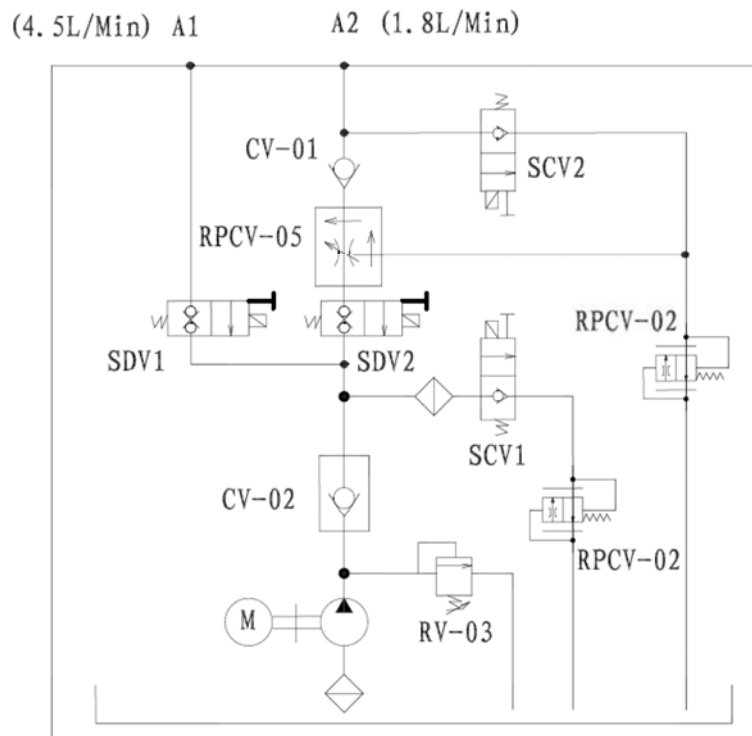 (4.5L/Min) A1
A2 (1.8L/Min)
CV-01
SCV2
RPCV-05
RPCV-02
SDV1
SDV2
SCV1
CV-02
RPCV-02
M
RV-03